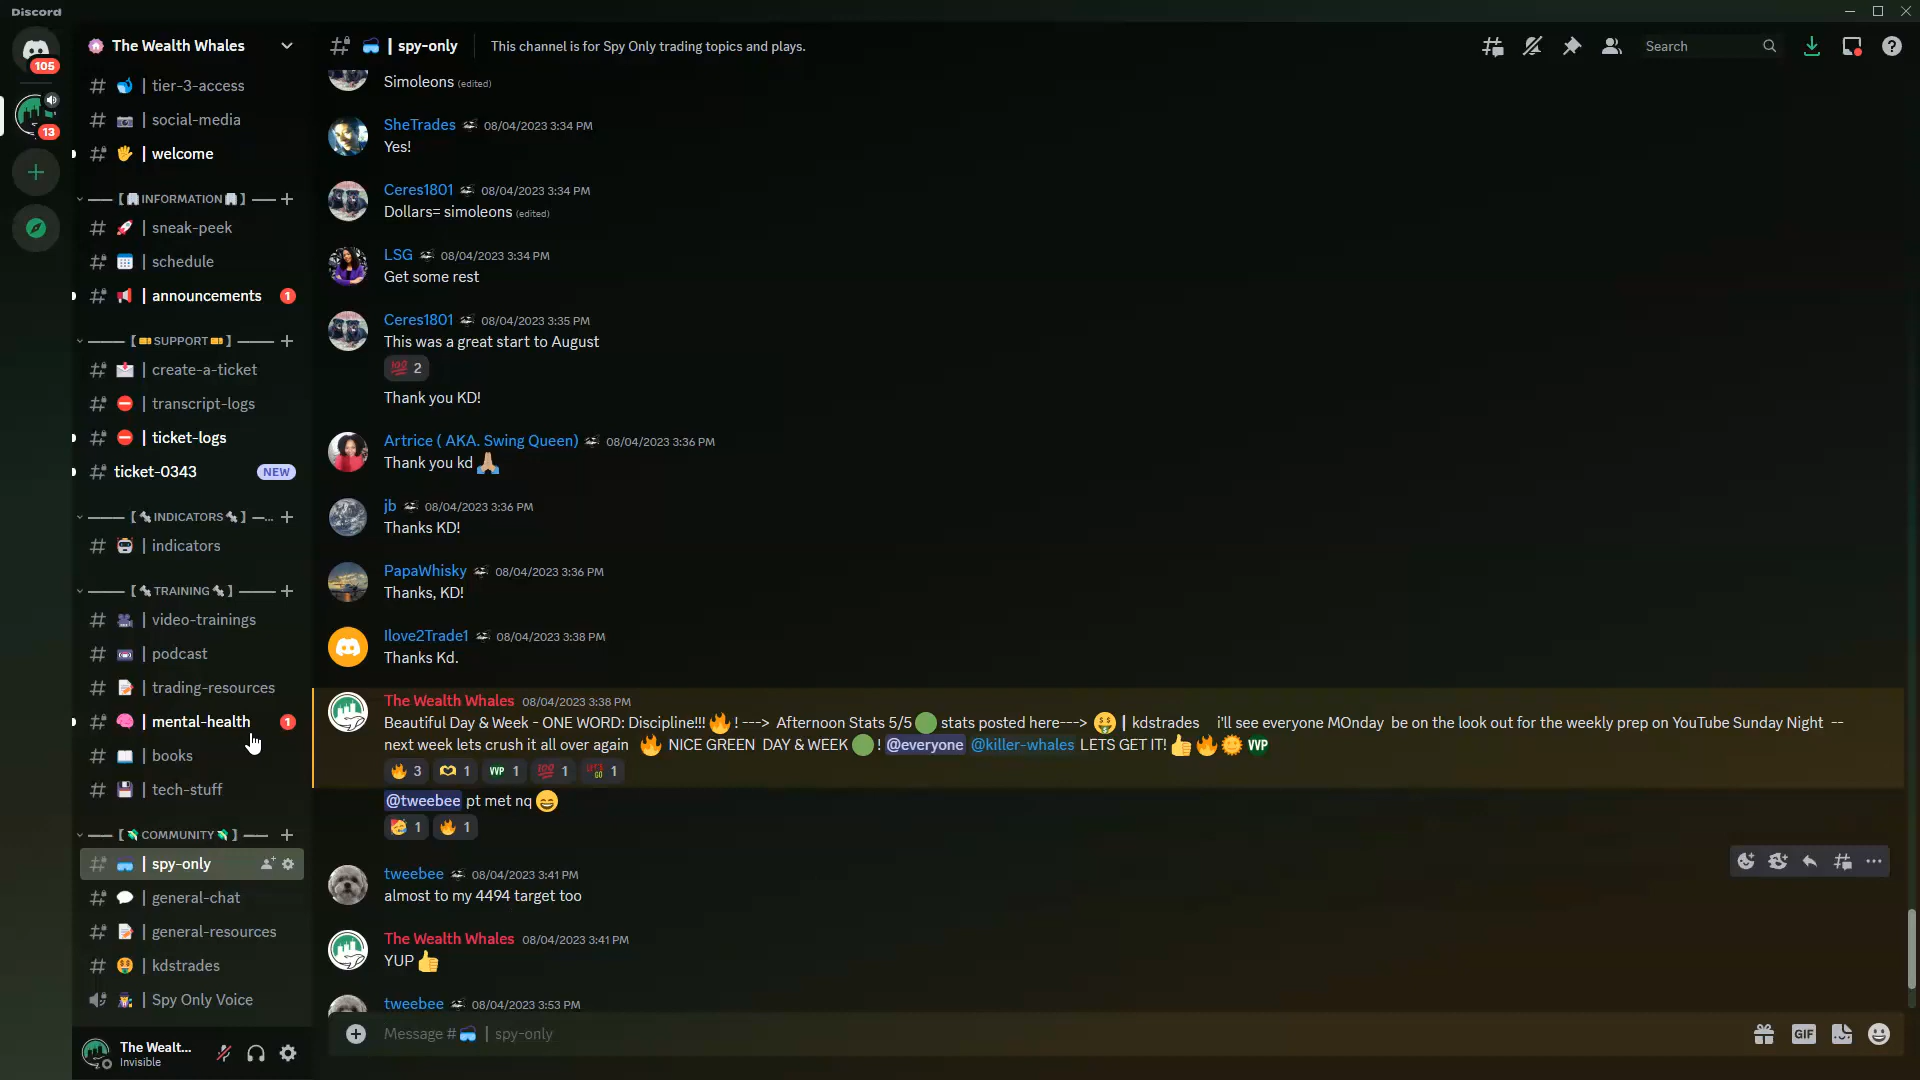 Discord
105
13
The Wealth Whales
| tier-3-access
| social-media
| welcome
[ INFORMATION ]
| sneak-peek
| schedule
| announcements 1
[ SUPPORT ]
| create-a-ticket
| transcript-logs
| ticket-logs
ticket-0343 NEW
[ INDICATORS ] —...
| indicators
[ TRAINING ]
| video-trainings
| podcast
| trading-resources
| mental-health 1
| books
| tech-stuff
[ COMMUNITY ]
| spy-only
| general-chat
| general-resources
| kdstrades
| Spy Only Voice
The Wealt...
Invisible
| spy-only This channel is for Spy Only trading topics and plays. Search
Simoleons (edited)
SheTrades 08/04/2023 3:34 PM
Yes!
Ceres1801 08/04/2023 3:34 PM
Dollars= simoleons (edited)
LSG 08/04/2023 3:34 PM
Get some rest
Ceres1801 08/04/2023 3:35 PM
This was a great start to August
💯 2
Thank you KD!
Artrice ( AKA. Swing Queen) 08/04/2023 3:36 PM
Thank you kd 🙏🏼
jb 08/04/2023 3:36 PM
Thanks KD!
PapaWhisky 08/04/2023 3:36 PM
Thanks, KD!
Ilove2Trade1 08/04/2023 3:38 PM
Thanks Kd.
The Wealth Whales 08/04/2023 3:38 PM
Beautiful Day & Week - ONE WORD: Discipline!!! 🔥 ! ---> Afternoon Stats 5/5 🟢 stats posted here---> 🤑 | kdstrades i'll see everyone MOnday be on the look out for the weekly prep on YouTube Sunday Night --
next week lets crush it all over again 🔥 NICE GREEN DAY & WEEK 🟢 ! @everyone @killer-whales LETS GET IT! 👍 🔥 🌞 VVP
🔥 3 🫶 1 VVP 1 💯 1 LET'S GO 1
@tweebee pt met nq 😄
🥳 1 🔥 1
tweebee 08/04/2023 3:41 PM
almost to my 4494 target too
The Wealth Whales 08/04/2023 3:41 PM
YUP 👍
tweebee 08/04/2023 3:53 PM
Message # | spy-only
GIF